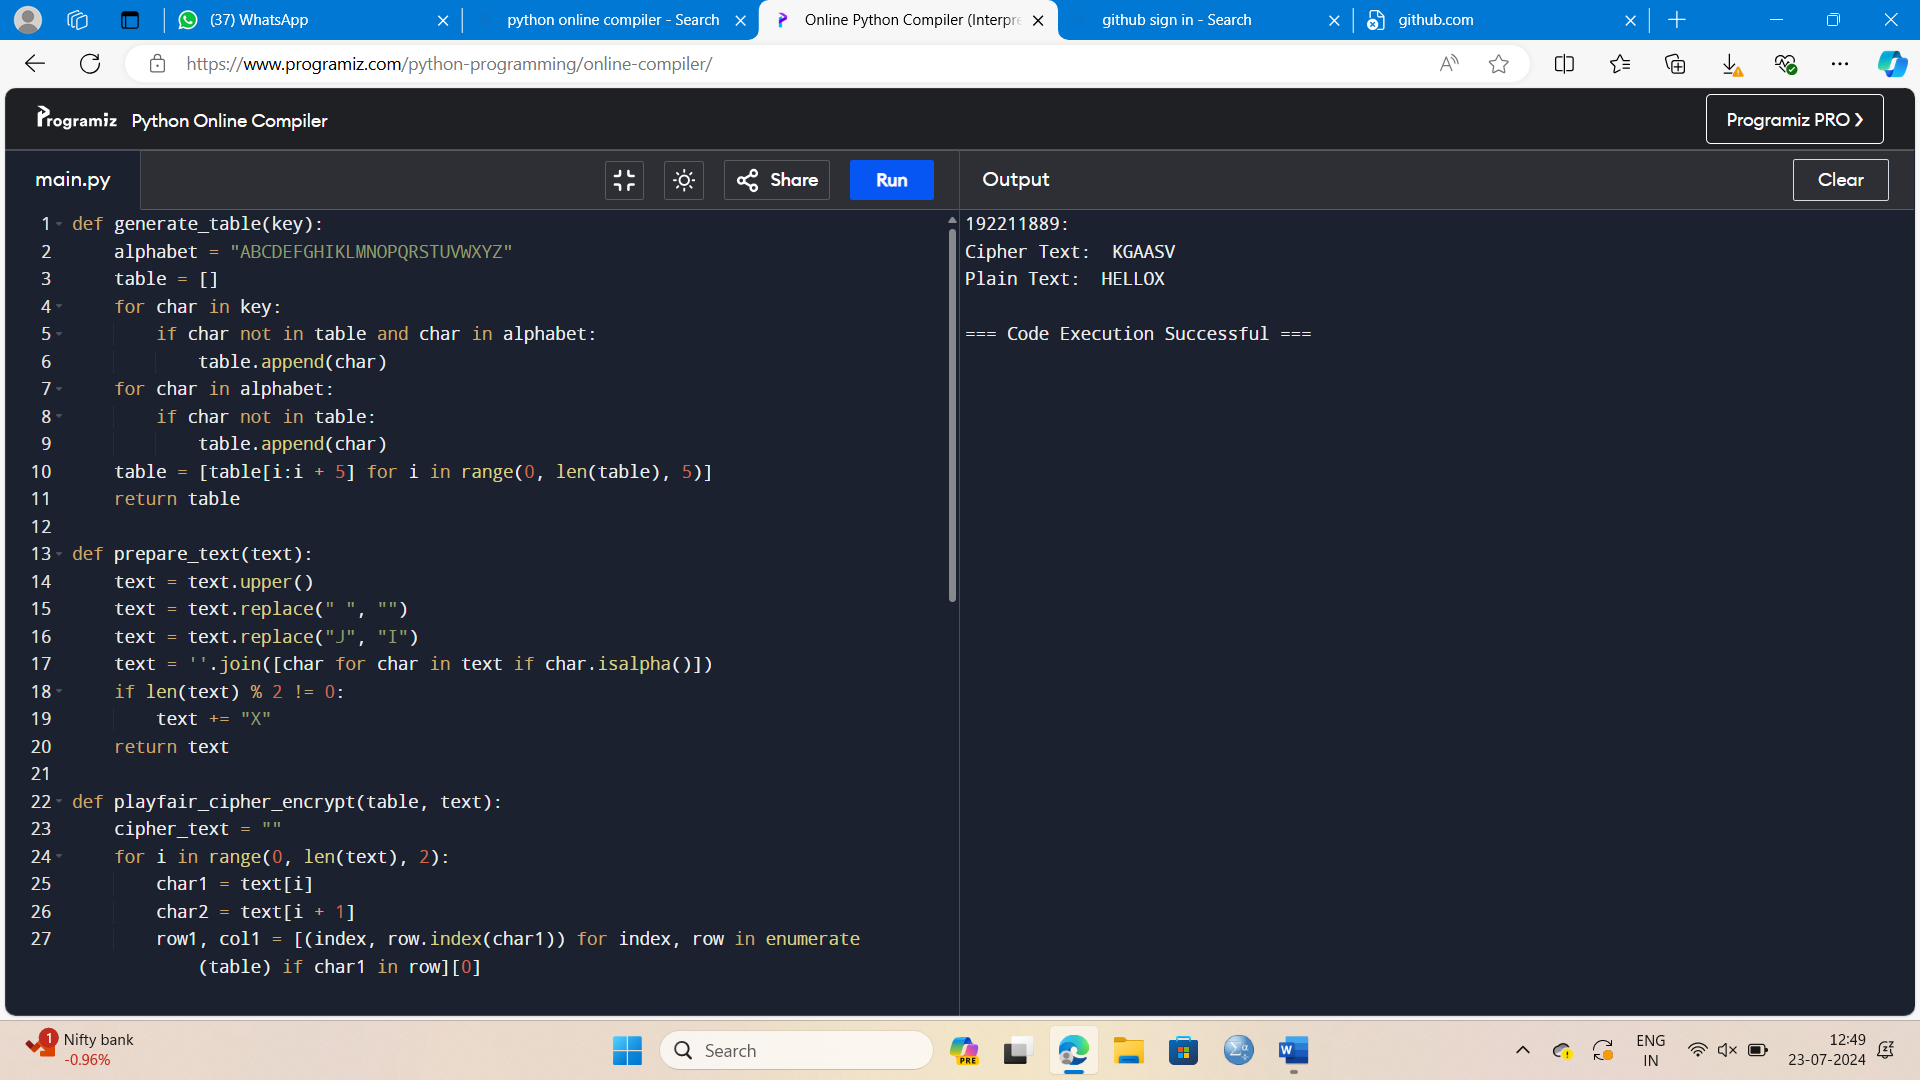 (37) WhatsApp
python online compiler - Search
Online Python Compiler (Interpre
github sign in - Search
github.com
https://www.programiz.com/python-programming/online-compiler/
Programiz Python Online Compiler
Programiz PRO ❯
main.py
Share
Run
Output
Clear
1 def generate_table(key):
2     alphabet = "ABCDEFGHIKLMNOPQRSTUVWXYZ"
3     table = []
4     for char in key:
5         if char not in table and char in alphabet:
6             table.append(char)
7     for char in alphabet:
8         if char not in table:
9             table.append(char)
10     table = [table[i:i + 5] for i in range(0, len(table), 5)]
11     return table
12
13 def prepare_text(text):
14     text = text.upper()
15     text = text.replace(" ", "")
16     text = text.replace("J", "I")
17     text = ''.join([char for char in text if char.isalpha()])
18     if len(text) % 2 != 0:
19         text += "X"
20     return text
21
22 def playfair_cipher_encrypt(table, text):
23     cipher_text = ""
24     for i in range(0, len(text), 2):
25         char1 = text[i]
26         char2 = text[i + 1]
27         row1, col1 = [(index, row.index(char1)) for index, row in enumerate
            (table) if char1 in row][0]
192211889:
Cipher Text:  KGAASV
Plain Text:  HELLOX
=== Code Execution Successful ===
1
Nifty bank
-0.96%
Search
PRE
ENG
IN
12:49
23-07-2024